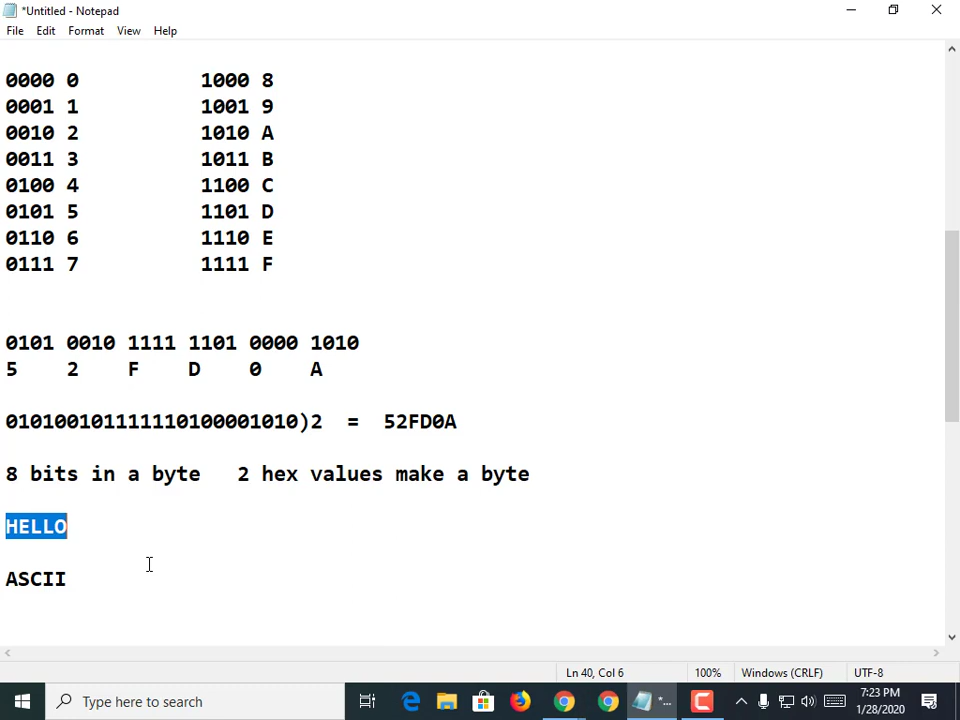 *Untitled - Notepad
File Edit Format View Help
0000 0 1000 8
0001 1 1001 9
0010 2 1010 A
0011 3 1011 B
0100 4 1100 C
0101 5 1101 D
0110 6 1110 E
0111 7 1111 F
0101 0010 1111 1101 0000 1010
5 2 F D 0 A
010100101111110100001010)2 = 52FD0A
8 bits in a byte 2 hex values make a byte
HELLO
ASCII
Ln 40, Col 6 100% Windows (CRLF) UTF-8
Type here to search
*...
7:23 PM
1/28/2020